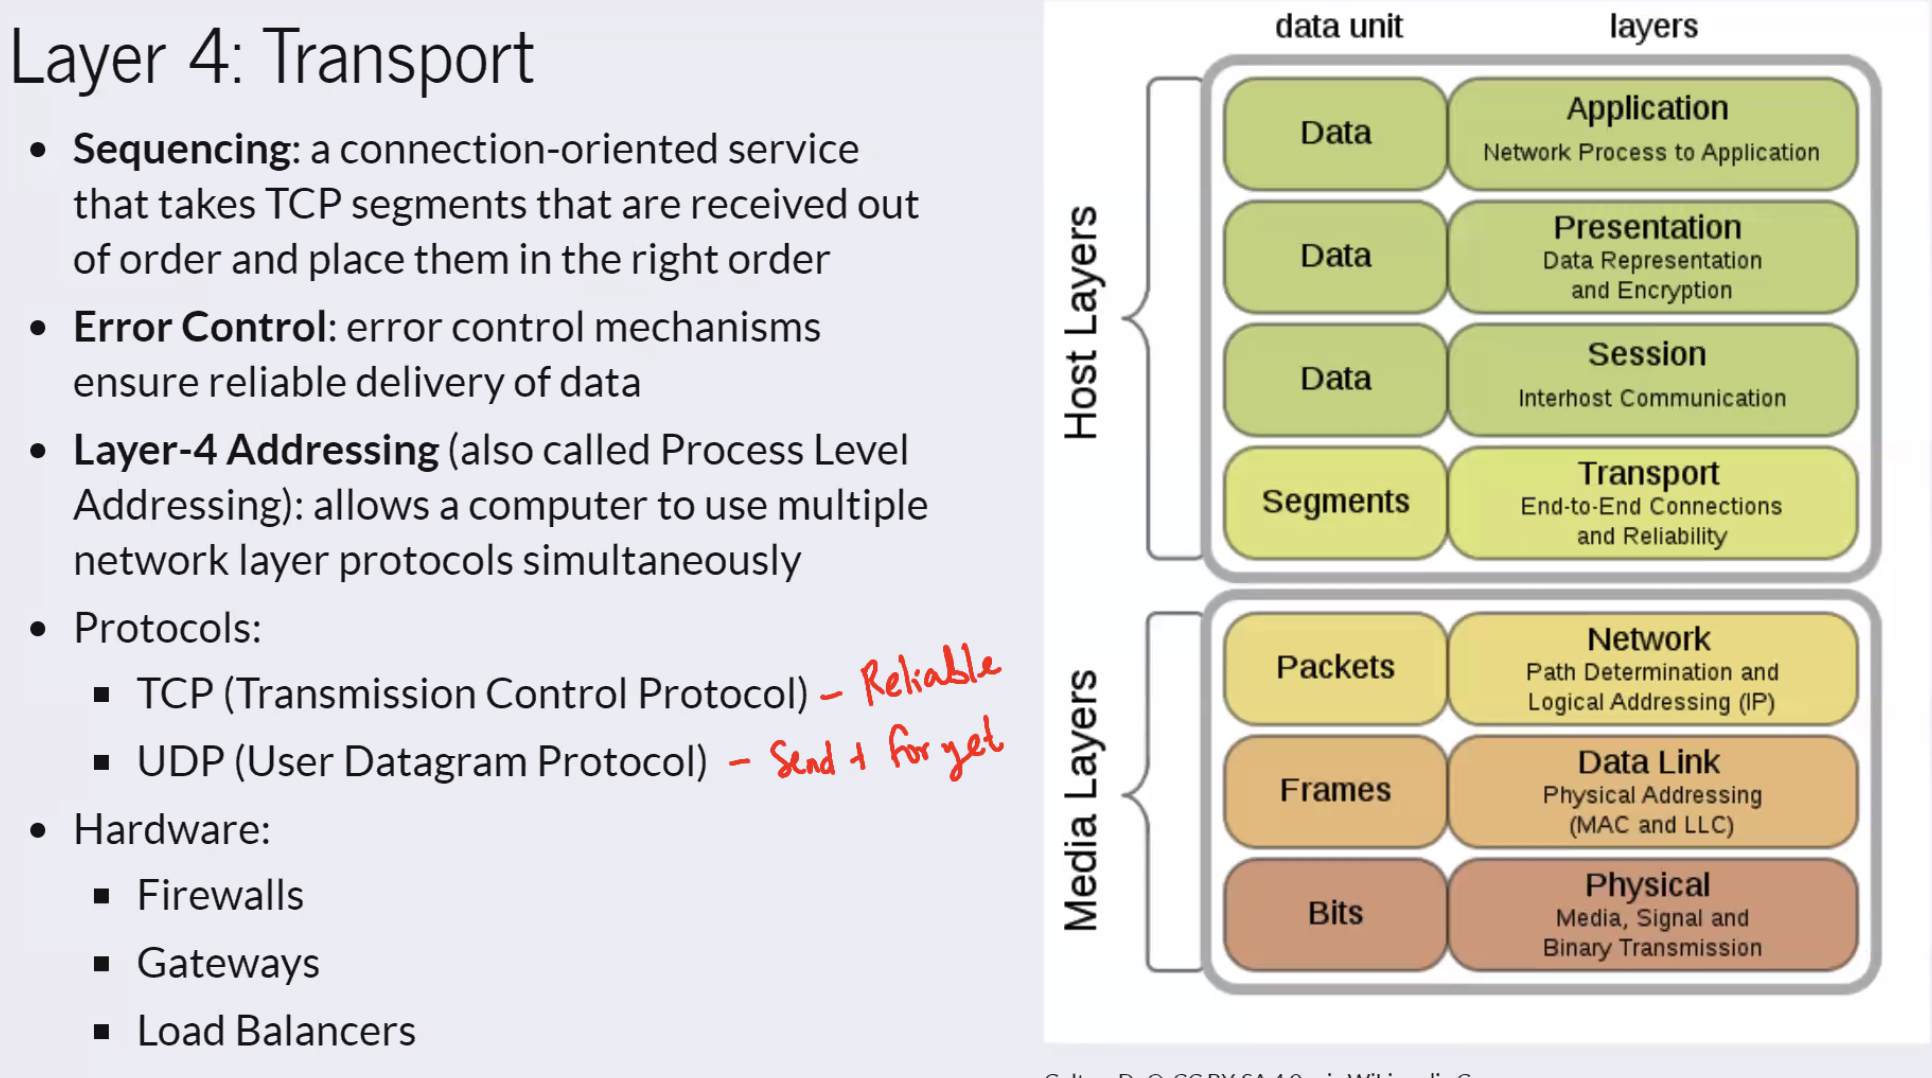 Layer 4: Transport
• Sequencing: a connection-oriented service
that takes TCP segments that are received out
of order and place them in the right order
• Error Control: error control mechanisms
ensure reliable delivery of data
• Layer-4 Addressing (also called Process Level
Addressing): allows a computer to use multiple
network layer protocols simultaneously
• Protocols:
▪ TCP (Transmission Control Protocol) – Reliable
▪ UDP (User Datagram Protocol) – Send + forget
• Hardware:
▪ Firewalls
▪ Gateways
▪ Load Balancers
data unit layers
Host Layers
Data Application
Network Process to Application
Data Presentation
Data Representation
and Encryption
Data Session
Interhost Communication
Segments Transport
End-to-End Connections
and Reliability
Media Layers
Packets Network
Path Determination and
Logical Addressing (IP)
Frames Data Link
Physical Addressing
(MAC and LLC)
Bits Physical
Media, Signal and
Binary Transmission